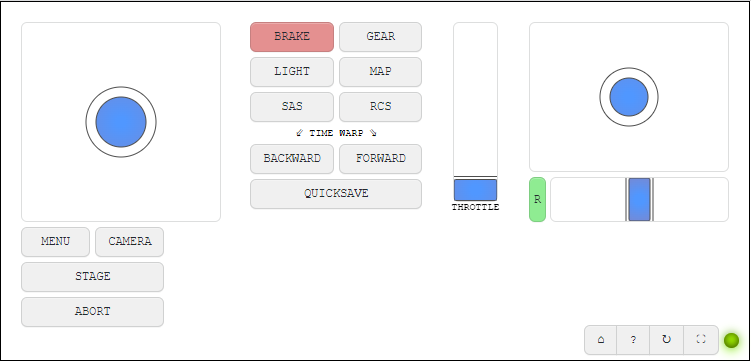 BRAKE GEAR
LIGHT MAP
SAS RCS
⇙ TIME WARP ⇘
BACKWARD FORWARD
QUICKSAVE
THROTTLE
R
MENU CAMERA
STAGE
ABORT
?